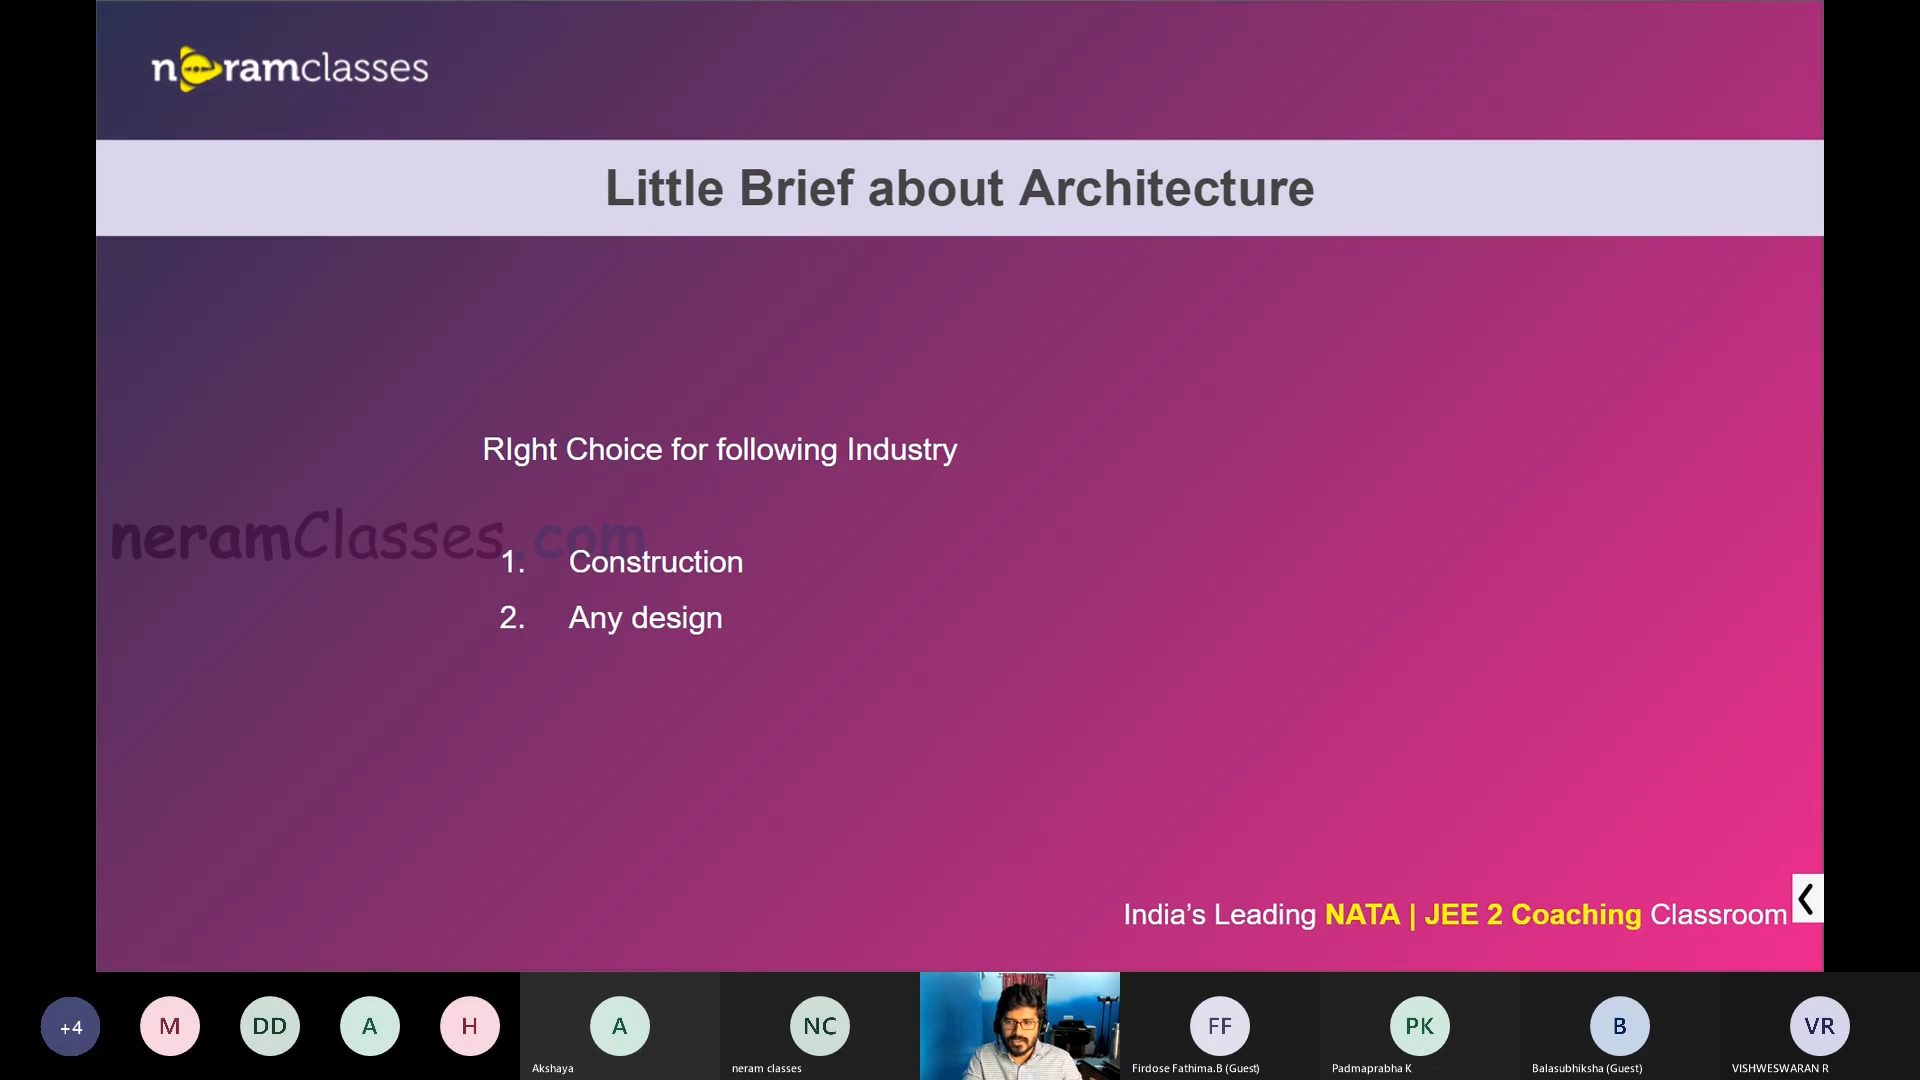 neramclasses
Little Brief about Architecture
RIght Choice for following Industry
neramClasses.com
1. Construction
2. Any design
India's Leading NATA | JEE 2 Coaching Classroom
+4
M
DD
A
H
A
NC
FF
PK
B
VR
Akshaya
neram classes
Firdose Fathima.B (Guest)
Padmaprabha K
Balasubhiksha (Guest)
VISHWESWARAN R